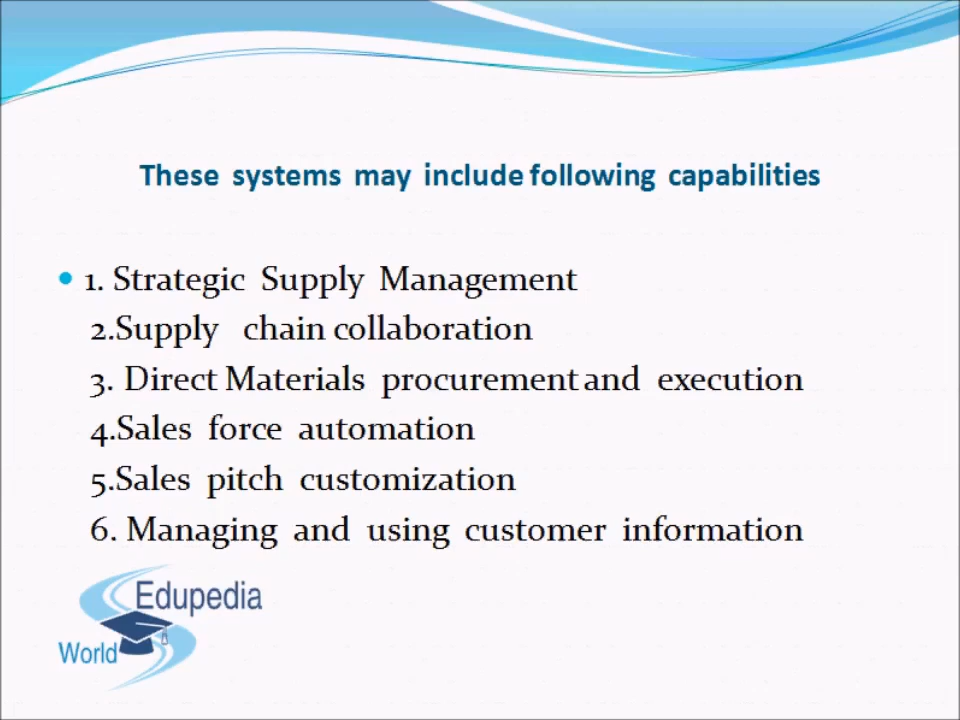 These systems may include following capabilities
• 1. Strategic Supply Management
2.Supply chain collaboration
3. Direct Materials procurement and execution
4.Sales force automation
5.Sales pitch customization
6. Managing and using customer information
Edupedia
World